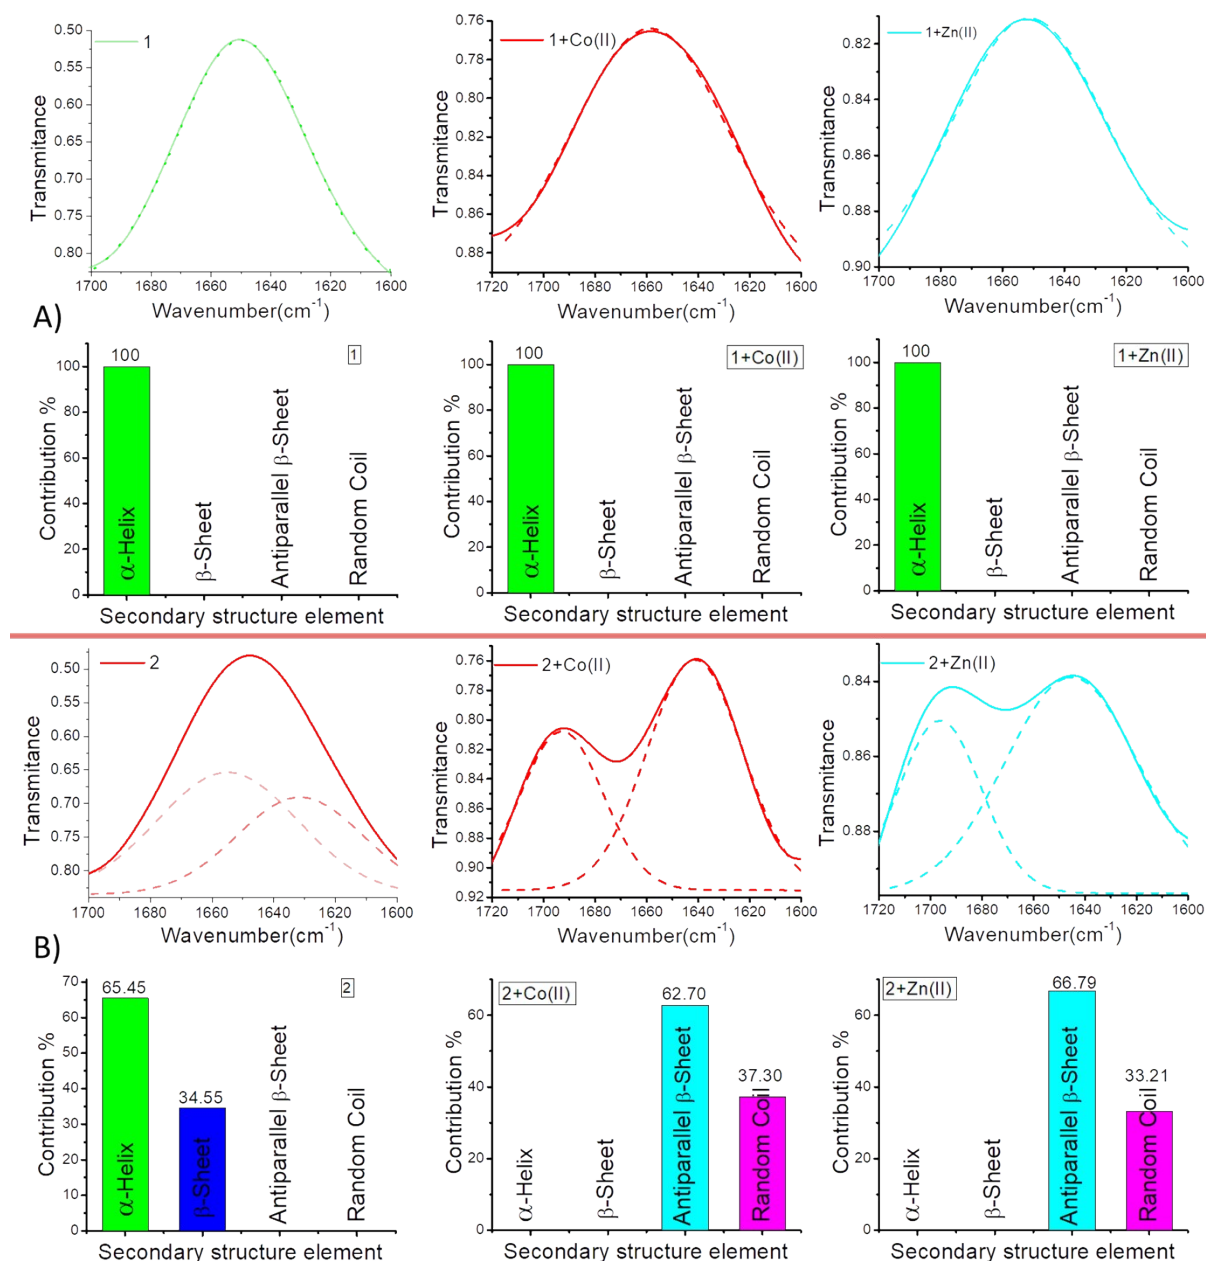 1
0.50
0.55
0.60
0.65
0.70
0.75
0.80
1700 1680 1660 1640 1620 1600
Transmitance
Wavenumber(cm-1)
1+Co(II)
0.76
0.78
0.80
0.82
0.84
0.86
0.88
1720 1700 1680 1660 1640 1620 1600
Transmitance
Wavenumber(cm-1)
1+Zn(II)
0.82
0.84
0.86
0.88
0.90
1700 1680 1660 1640 1620 1600
Transmitance
Wavenumber(cm-1)
A)
1
100
100
80
60
40
20
0
Contribution %
α-Helix
β-Sheet
Antiparallel β-Sheet
Random Coil
Secondary structure element
1+Co(II)
100
100
80
60
40
20
0
Contribution %
α-Helix
β-Sheet
Antiparallel β-Sheet
Random Coil
Secondary structure element
1+Zn(II)
100
100
80
60
40
20
0
Contribution %
α-Helix
β-Sheet
Antiparallel β-Sheet
Random Coil
Secondary structure element
2
0.50
0.55
0.60
0.65
0.70
0.75
0.80
1700 1680 1660 1640 1620 1600
Transmitance
Wavenumber(cm-1)
2+Co(II)
0.76
0.78
0.80
0.82
0.84
0.86
0.88
0.90
0.92
1720 1700 1680 1660 1640 1620 1600
Transmitance
Wavenumber(cm-1)
2+Zn(II)
0.84
0.86
0.88
1720 1700 1680 1660 1640 1620 1600
Transmitance
Wavenumber(cm-1)
B)
2
70
60
50
40
30
20
10
0
65.45
34.55
Contribution %
α-Helix
β-Sheet
Antiparallel β-Sheet
Random Coil
Secondary structure element
2+Co(II)
60
40
20
0
62.70
37.30
Contribution %
α-Helix
β-Sheet
Antiparallel β-Sheet
Random Coil
Secondary structure element
2+Zn(II)
60
40
20
0
66.79
33.21
Contribution %
α-Helix
β-Sheet
Antiparallel β-Sheet
Random Coil
Secondary structure element